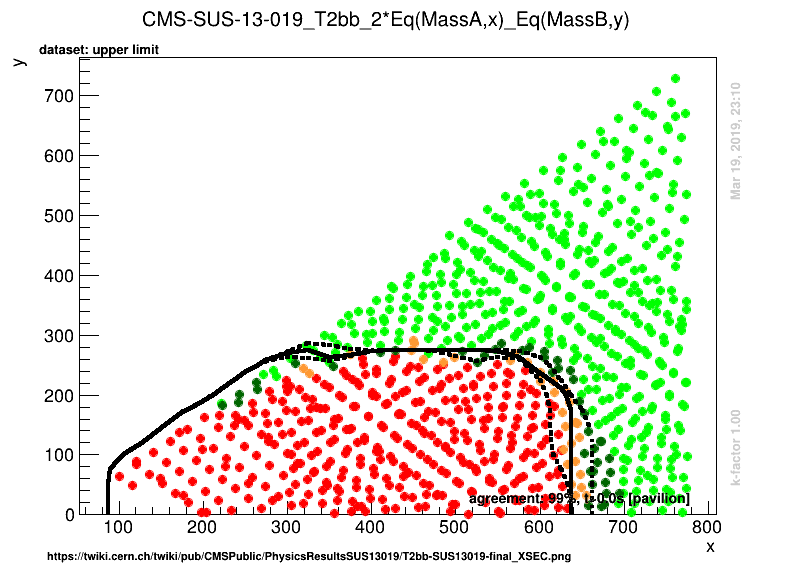 CMS-SUS-13-019_T2bb_2*Eq(MassA,x)_Eq(MassB,y)
dataset: upper limit
y
700
600
500
400
300
200
100
0
100 200 300 400 500 600 700 800
x
agreement: 99%, t=0.0s [pavilion]
Mar 19, 2019, 23:10
k-factor 1.00
https://twiki.cern.ch/twiki/pub/CMSPublic/PhysicsResultsSUS13019/T2bb-SUS13019-final_XSEC.png